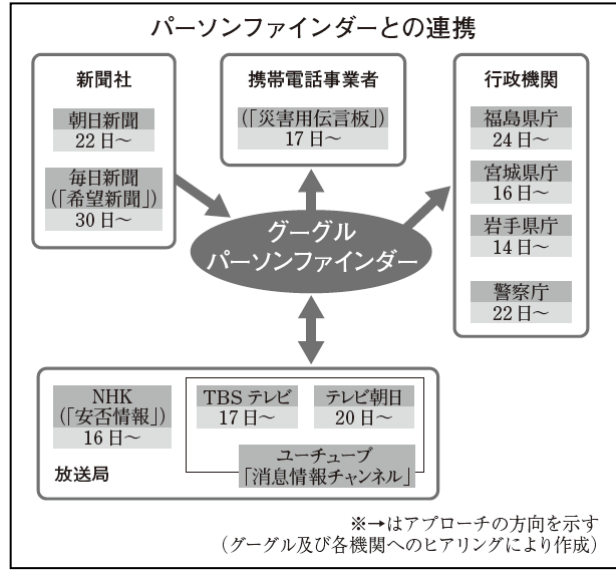 パーソンファインダーとの連携
新聞社
朝日新聞
22日～
毎日新聞
(「希望新聞」)
30日～
携帯電話事業者
(「災害用伝言板」)
17日～
行政機関
福島県庁
24日～
宮城県庁
16日～
岩手県庁
14日～
警察庁
22日～
グーグル
パーソンファインダー
NHK
(「安否情報」)
16日～
TBSテレビ
17日～
テレビ朝日
20日～
ユーチューブ
「消息情報チャンネル」
放送局
※→はアプローチの方向を示す
(グーグル及び各機関へのヒアリングにより作成)